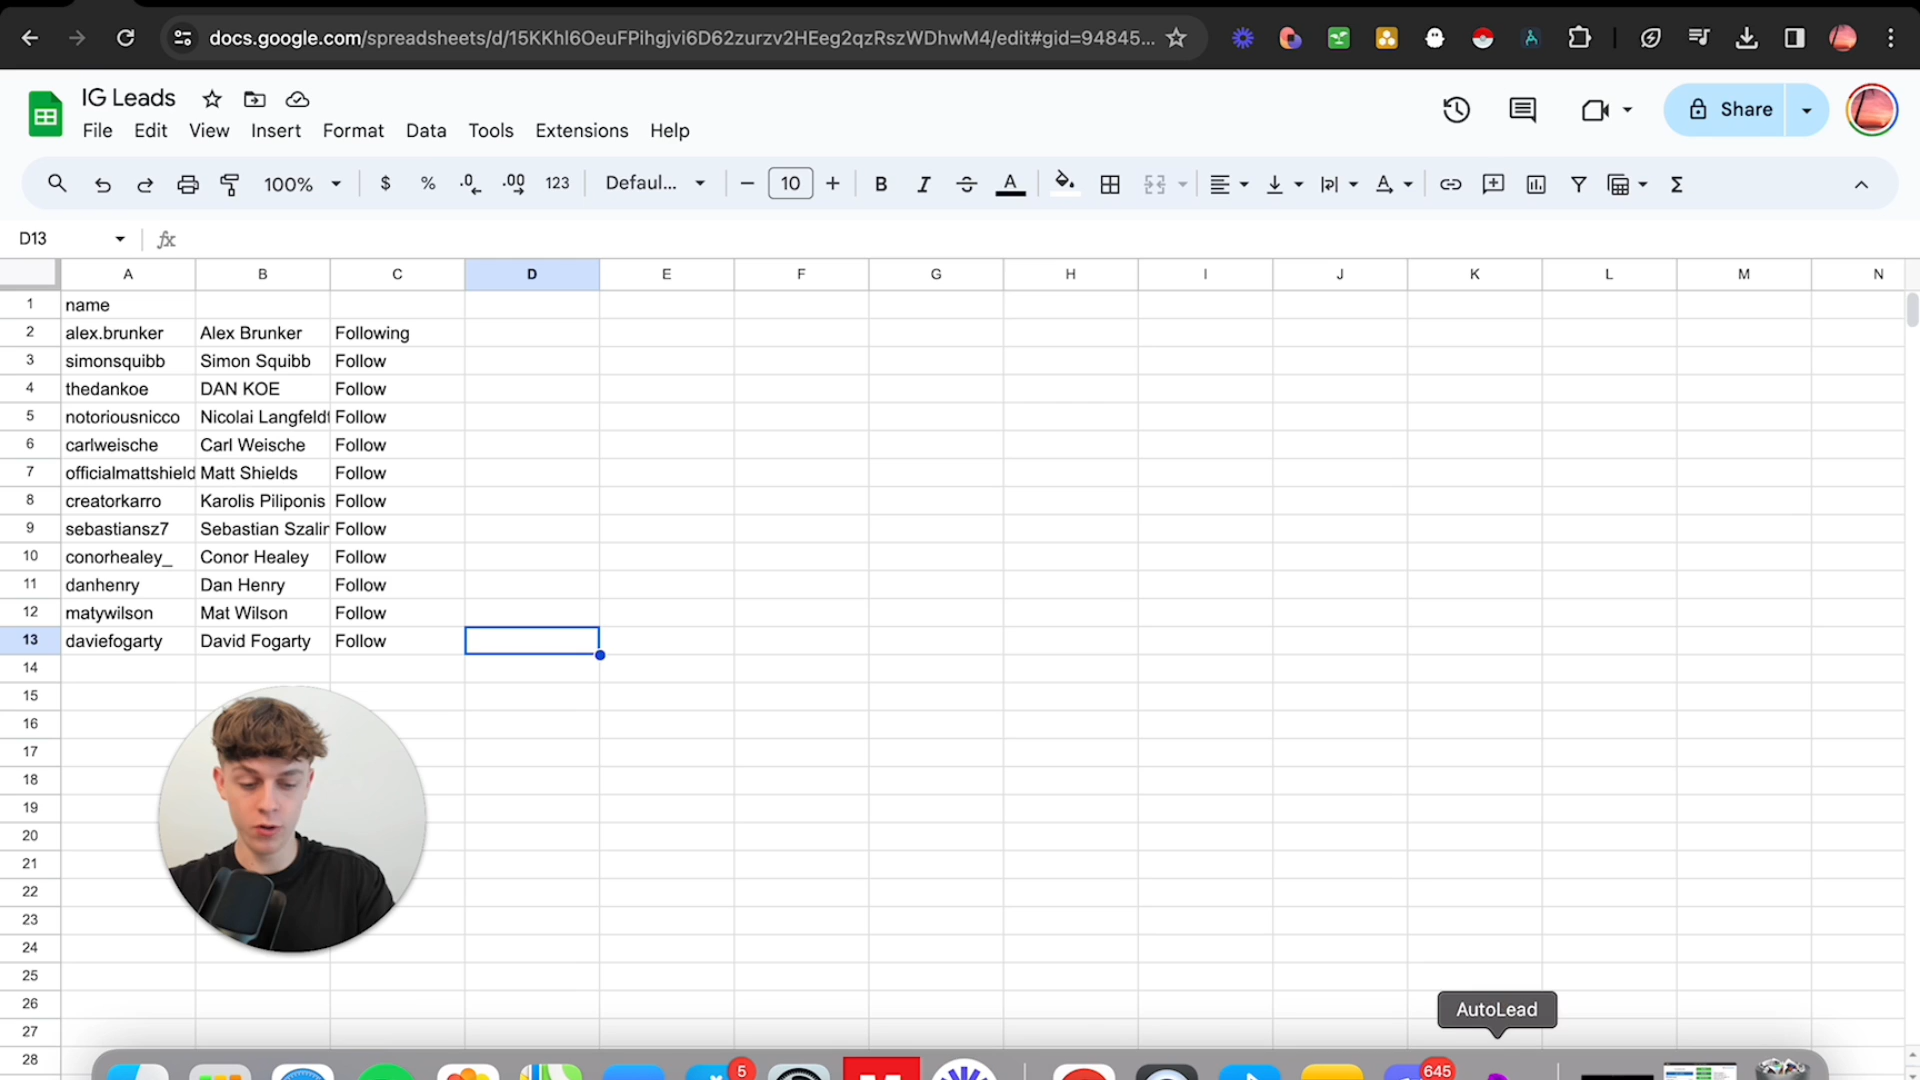 docs.google.com/spreadsheets/d/15KKhl6OeuFPihgjvi6D62zurzv2HEeg2qzRszWDhwM4/edit#gid=94845...
IG Leads
Share
File Edit View Insert Format Data Tools Extensions Help
100% $ % .0 .00 123 Defaul... 10 B I A
D13 fx
A B C D E F G H I J K L M N
1 name
2 alex.brunker Alex Brunker Following
3 simonsquibb Simon Squibb Follow
4 thedankoe DAN KOE Follow
5 notoriousnicco Nicolai Langfeldt Follow
6 carlweische Carl Weische Follow
7 officialmattshield Matt Shields Follow
8 creatorkarro Karolis Piliponis Follow
9 sebastiansz7 Sebastian Szalin Follow
10 conorhealey_ Conor Healey Follow
11 danhenry Dan Henry Follow
12 matywilson Mat Wilson Follow
13 daviefogarty David Fogarty Follow
14
15
16
17
18
19
20
21
22
23
24
25
26
27
28
AutoLead
5
645